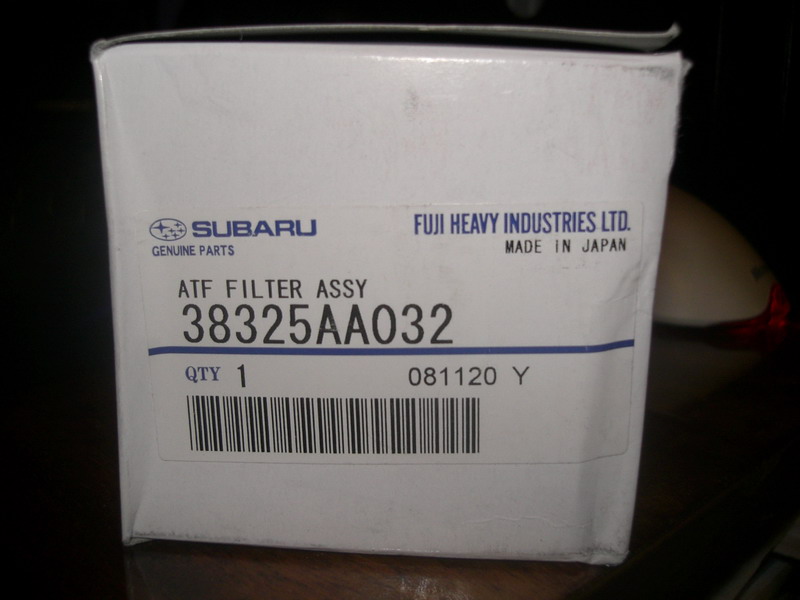 SUBARU
GENUINE PARTS
FUJI HEAVY INDUSTRIES LTD.
MADE IN JAPAN
ATF FILTER ASSY
38325AA032
QTY 1
081120 Y